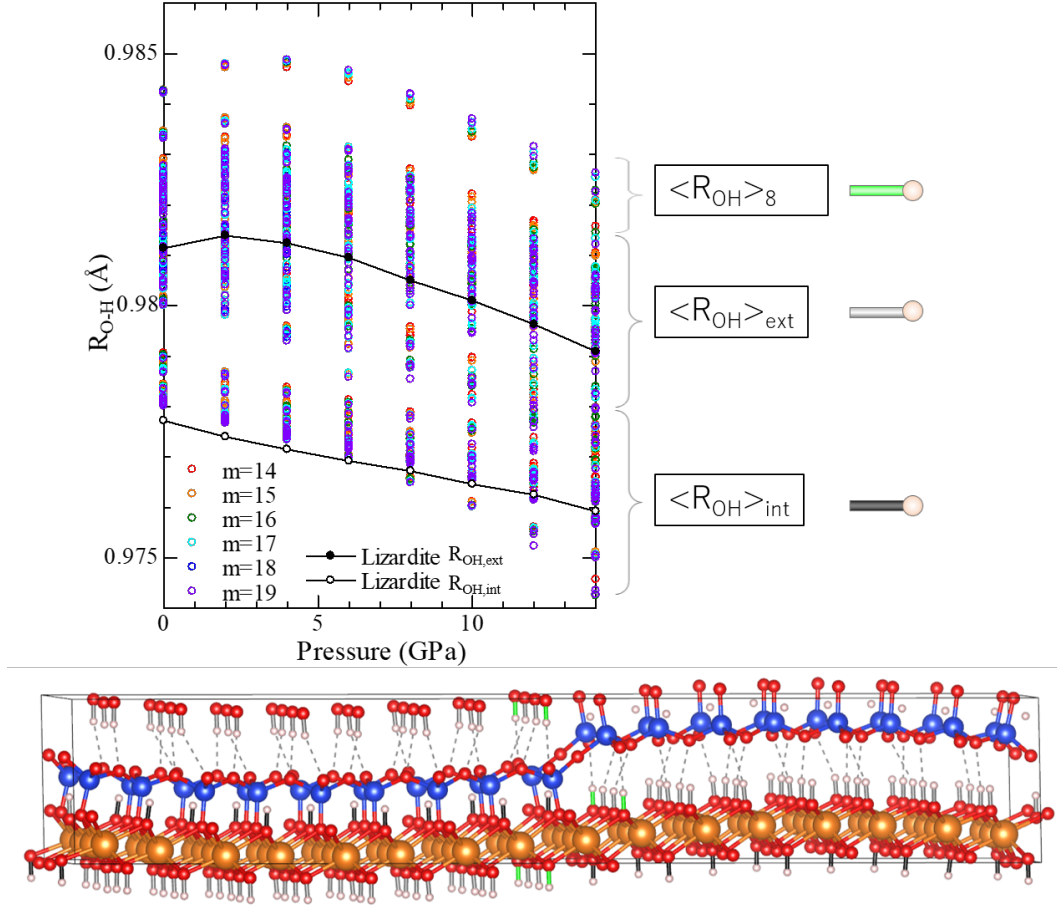 0.985
0.98
0.975
R_O-H (Å)
0
5
10
Pressure (GPa)
m=14
m=15
m=16
m=17
m=18
m=19
Lizardite R_OH,ext
Lizardite R_OH,int
<R_OH>_8
<R_OH>_ext
<R_OH>_int